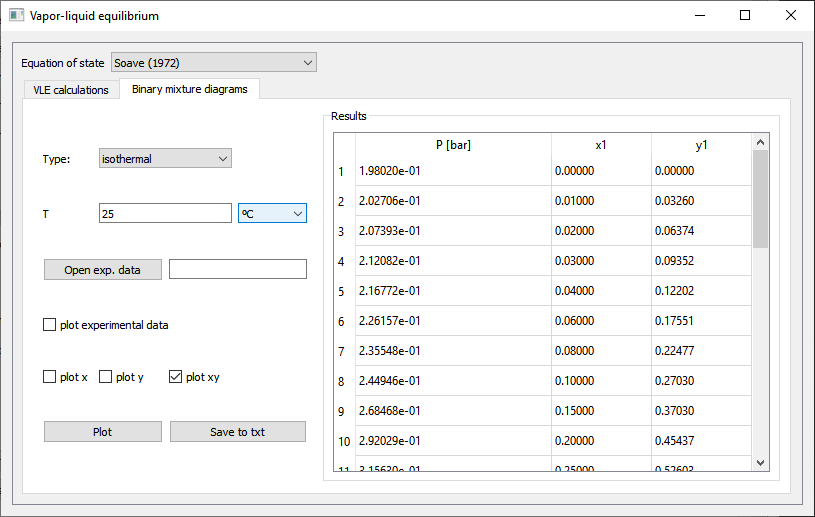 Vapor-liquid equilibrium
Equation of state Soave (1972)
VLE calculations Binary mixture diagrams
Type: isothermal
T 25 ºC
Open exp. data
plot experimental data
plot x plot y plot xy
Plot Save to txt
Results
P [bar] x1 y1
1 1.98020e-01 0.00000 0.00000
2 2.02706e-01 0.01000 0.03260
3 2.07393e-01 0.02000 0.06374
4 2.12082e-01 0.03000 0.09352
5 2.16772e-01 0.04000 0.12202
6 2.26157e-01 0.06000 0.17551
7 2.35548e-01 0.08000 0.22477
8 2.44946e-01 0.10000 0.27030
9 2.68468e-01 0.15000 0.37030
10 2.92029e-01 0.20000 0.45437
11 3.15630e-01 0.25000 0.52603